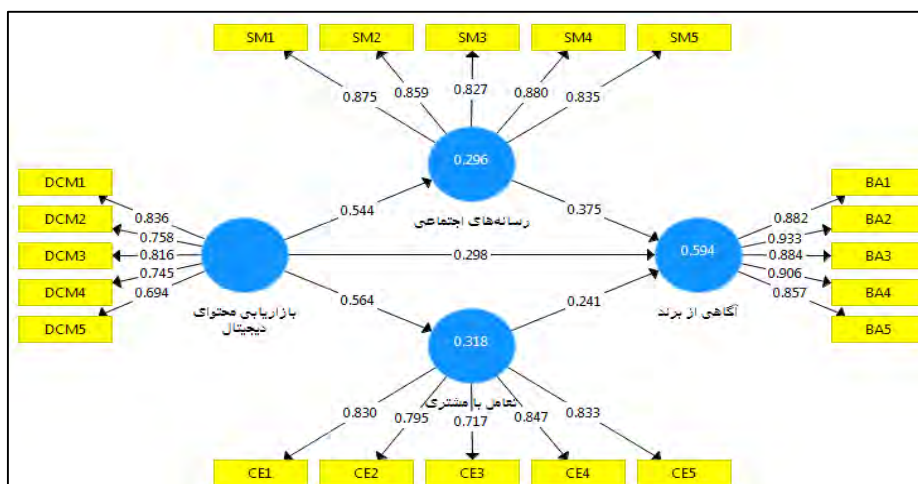 SM1 SM2 SM3 SM4 SM5
0.875 0.859 0.827 0.880 0.835
0.296
رسانه‌های اجتماعی
DCM1
DCM2
DCM3
DCM4
DCM5
0.836
0.758
0.816
0.745
0.694
بازاریابی محتوای
دیجیتال
0.544
0.298
0.564
0.375
0.241
0.594
آگاهی از برند
0.882
0.933
0.884
0.906
0.857
BA1
BA2
BA3
BA4
BA5
0.318
تعامل با مشتری
0.830 0.795 0.717 0.847 0.833
CE1 CE2 CE3 CE4 CE5